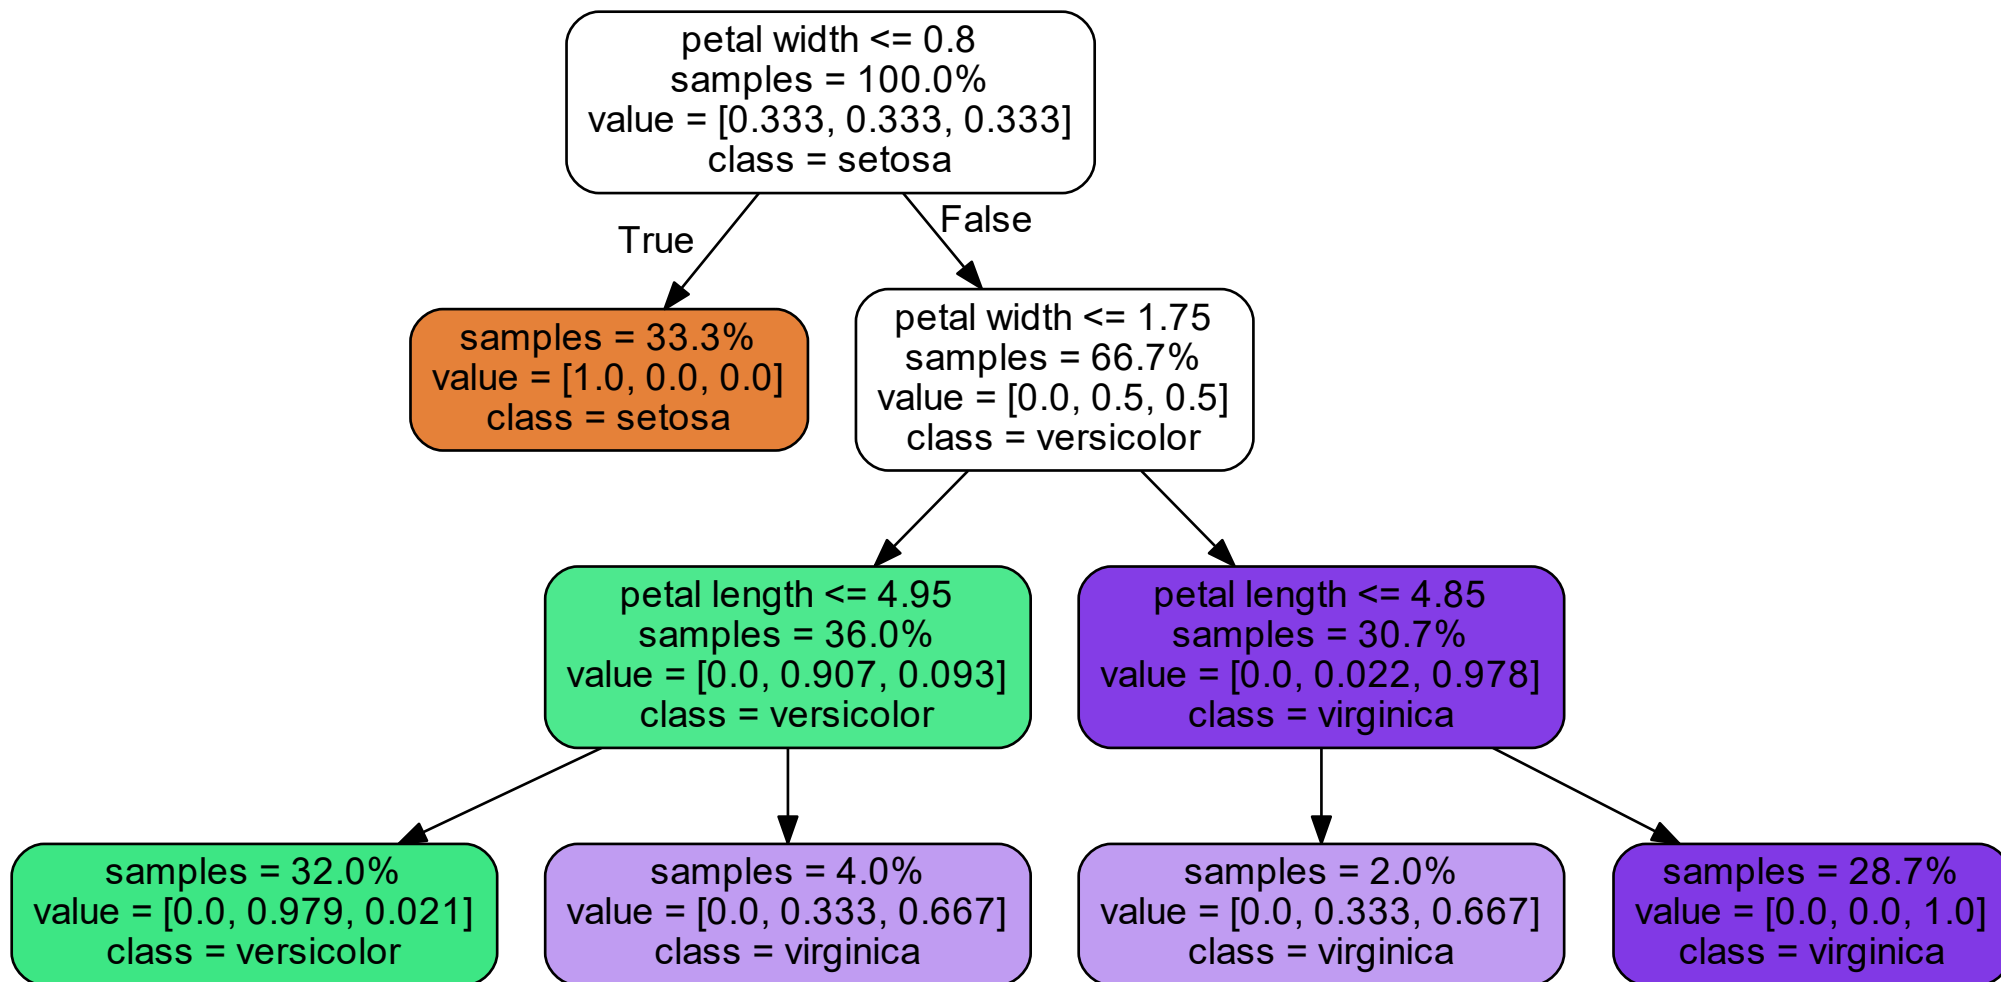 petal width <= 0.8
samples = 100.0%
value = [0.333, 0.333, 0.333]
class = setosa
True
False
samples = 33.3%
value = [1.0, 0.0, 0.0]
class = setosa
petal width <= 1.75
samples = 66.7%
value = [0.0, 0.5, 0.5]
class = versicolor
petal length <= 4.95
samples = 36.0%
value = [0.0, 0.907, 0.093]
class = versicolor
petal length <= 4.85
samples = 30.7%
value = [0.0, 0.022, 0.978]
class = virginica
samples = 32.0%
value = [0.0, 0.979, 0.021]
class = versicolor
samples = 4.0%
value = [0.0, 0.333, 0.667]
class = virginica
samples = 2.0%
value = [0.0, 0.333, 0.667]
class = virginica
samples = 28.7%
value = [0.0, 0.0, 1.0]
class = virginica